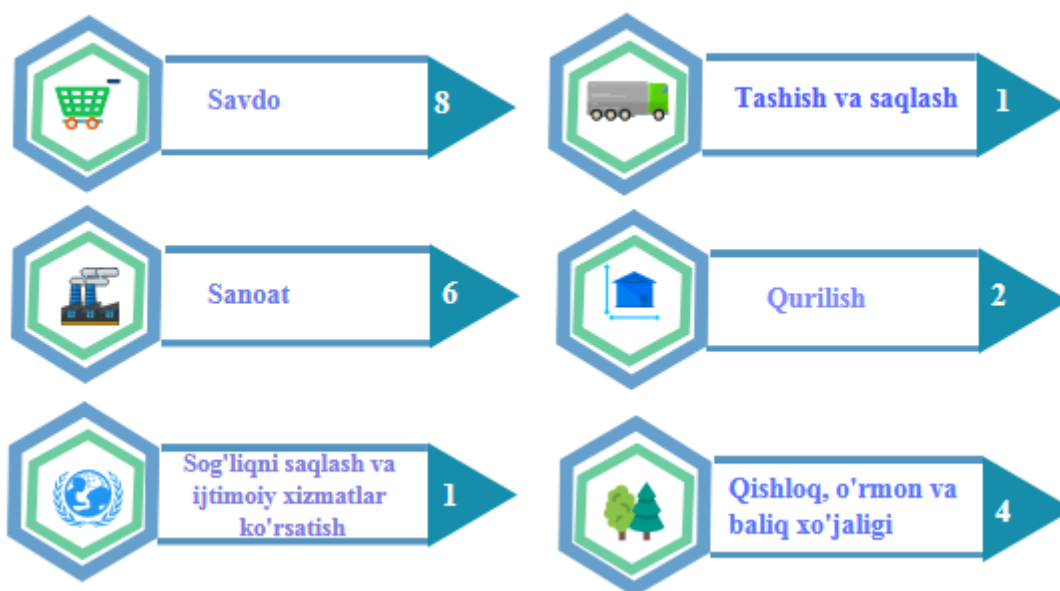 Savdo 8
Tashish va saqlash 1
Sanoat 6
Qurilish 2
Sog'liqni saqlash va
ijtimoiy xizmatlar
ko'rsatish
1
Qishloq, o'rmon va
baliq xo'jaligi
4